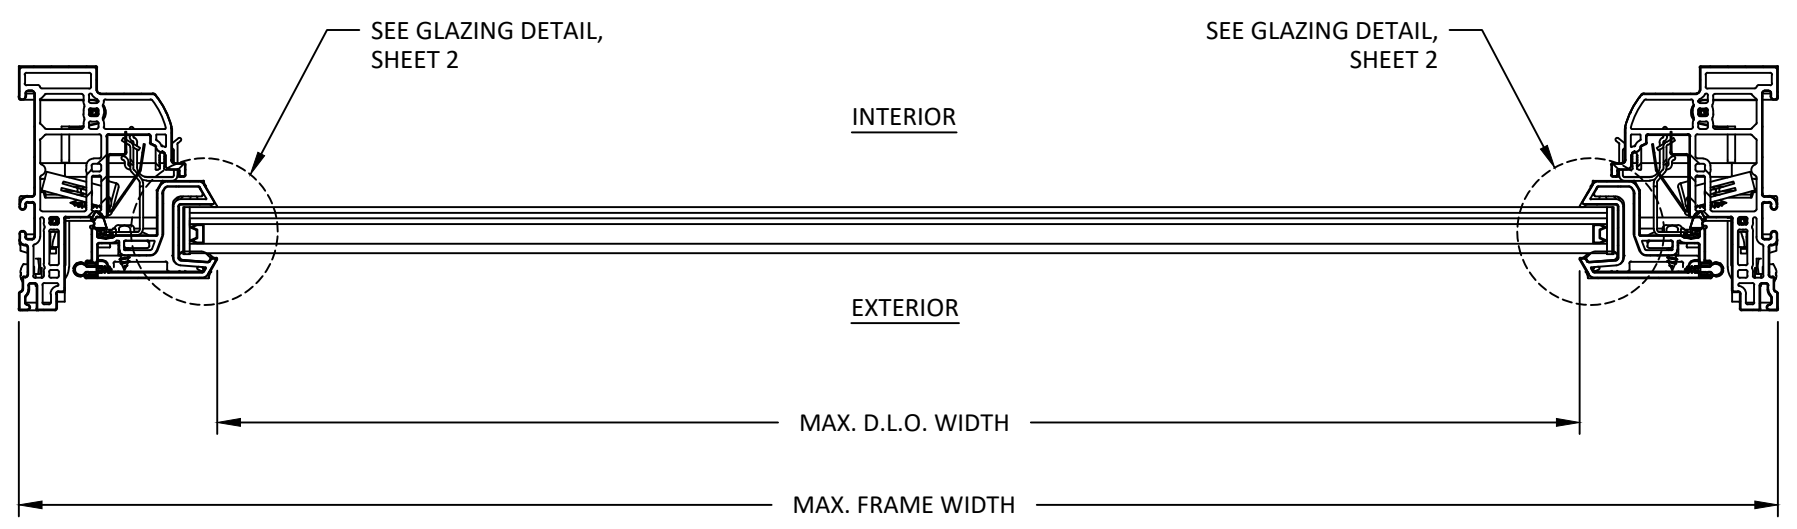 SEE GLAZING DETAIL,
SHEET 2
SEE GLAZING DETAIL,
SHEET 2
INTERIOR
EXTERIOR
MAX. D.L.O. WIDTH
MAX. FRAME WIDTH